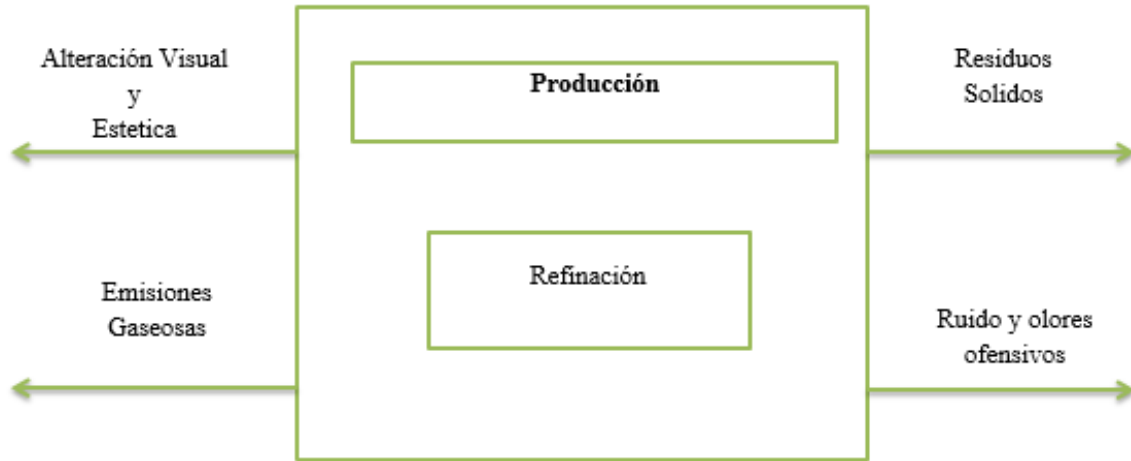 Alteración Visual
y
Estetica
Producción
Residuos
Solidos
Emisiones
Gaseosas
Refinación
Ruido y olores
ofensivos